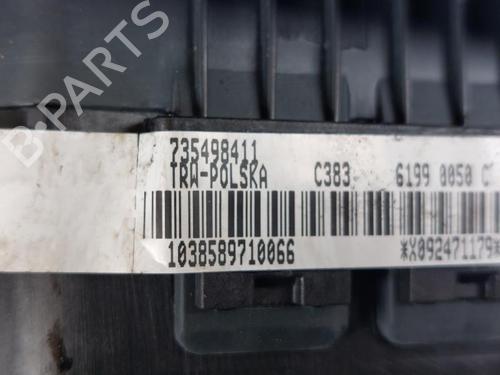 735498411
TRW-POLSKA C383 6199 0050 C
1038589710066 *X092471179
B-PARTS